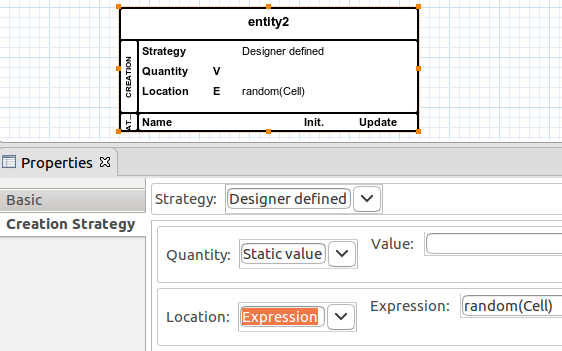 entity2
CREATION
Strategy Designer defined
Quantity V
Location E random(Cell)
AT...
Name Init. Update
Properties
Basic
Creation Strategy
Strategy: Designer defined
Quantity: Static value Value:
Location: Expression Expression: random(Cell)